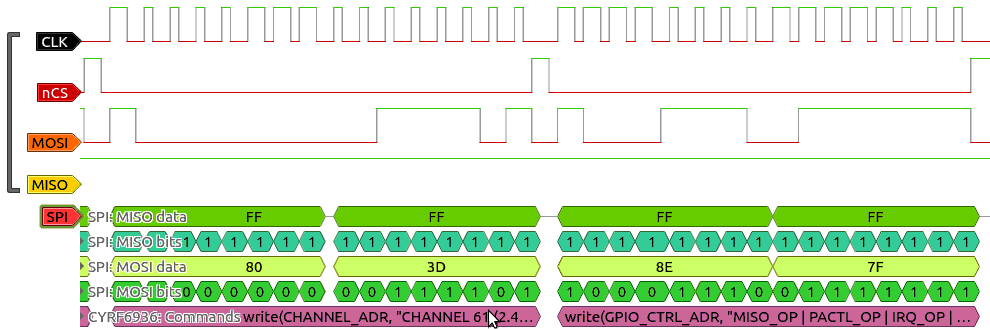 CLK
nCS
MOSI
MISO
SPI SPI: MISO data FF FF FF FF
SPI: MISO bits 1 1 1 1 1 1 1 1 1 1 1 1 1 1 1 1 1 1 1 1 1 1 1 1 1 1 1 1 1 1
SPI: MOSI data 80 3D 8E 7F
SPI: MOSI bits 0 0 0 0 0 0 0 0 1 1 1 1 0 1 1 0 0 0 1 1 1 0 0 1 1 1 1 1 1 1
CYRF6936: Commands write(CHANNEL_ADR, "CHANNEL 61 (2.4... write(GPIO_CTRL_ADR, "MISO_OP | PACTL_OP | IRQ_OP | ...